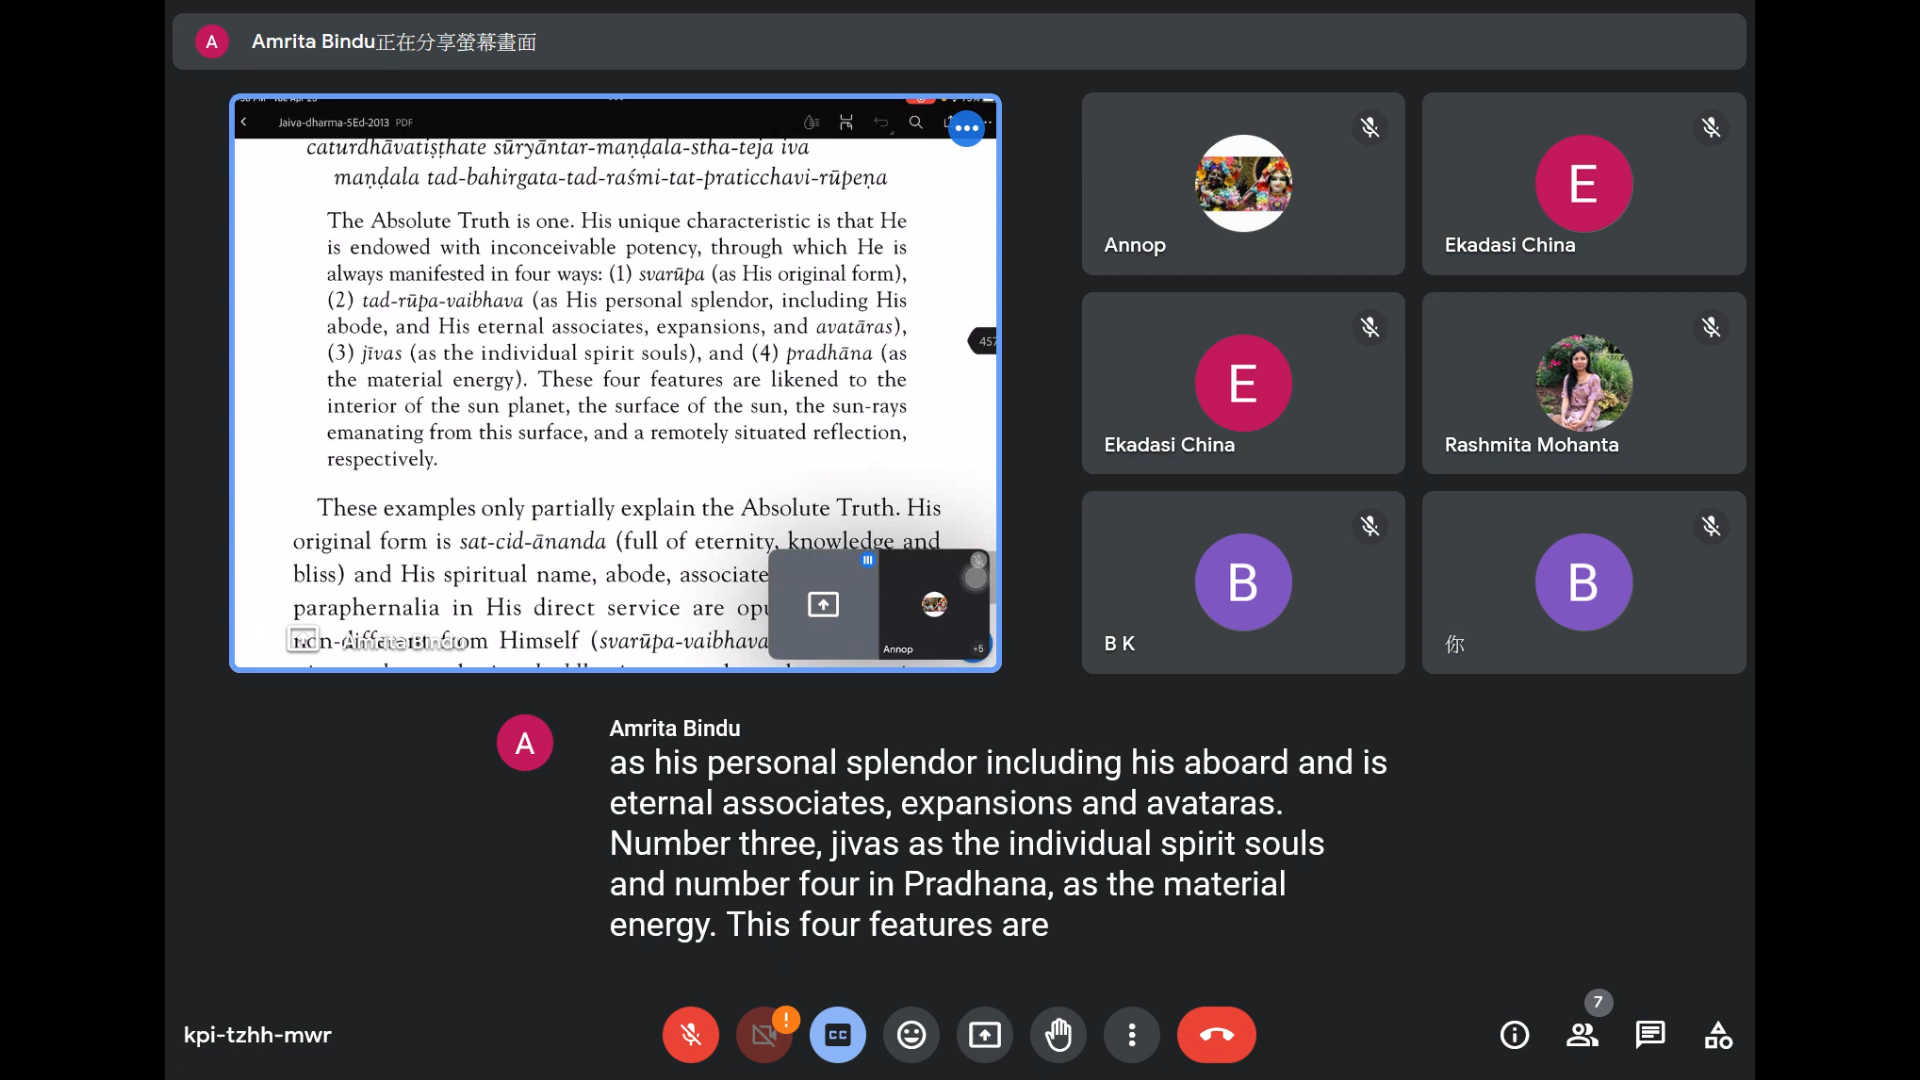 A
Amrita Bindu正在分享螢幕畫面
Jaiva-dharma-5Ed-2013 PDF
caturdhāvatiṣṭhate sūryāntar-maṇḍala-stha-teja iva
maṇḍala tad-bahirgata-tad-raśmi-tat-praticchavi-rūpeṇa
The Absolute Truth is one. His unique characteristic is that He
is endowed with inconceivable potency, through which He is
always manifested in four ways: (1) svarūpa (as His original form),
(2) tad-rūpa-vaibhava (as His personal splendor, including His
abode, and His eternal associates, expansions, and avatāras),
(3) jīvas (as the individual spirit souls), and (4) pradhāna (as
the material energy). These four features are likened to the
interior of the sun planet, the surface of the sun, the sun-rays
emanating from this surface, and a remotely situated reflection,
respectively.
457
These examples only partially explain the Absolute Truth. His
original form is sat-cid-ānanda (full of eternity, knowledge and
bliss) and His spiritual name, abode, associate
paraphernalia in His direct service are
non-different from Himself (svarūpa-vaibhava
Amrita Bindu
Annop
+5
Annop
E
Ekadasi China
E
Ekadasi China
Rashmita Mohanta
B
B K
B
你
A
Amrita Bindu
as his personal splendor including his aboard and is
eternal associates, expansions and avataras.
Number three, jivas as the individual spirit souls
and number four in Pradhana, as the material
energy. This four features are
kpi-tzhh-mwr
!
CC
7